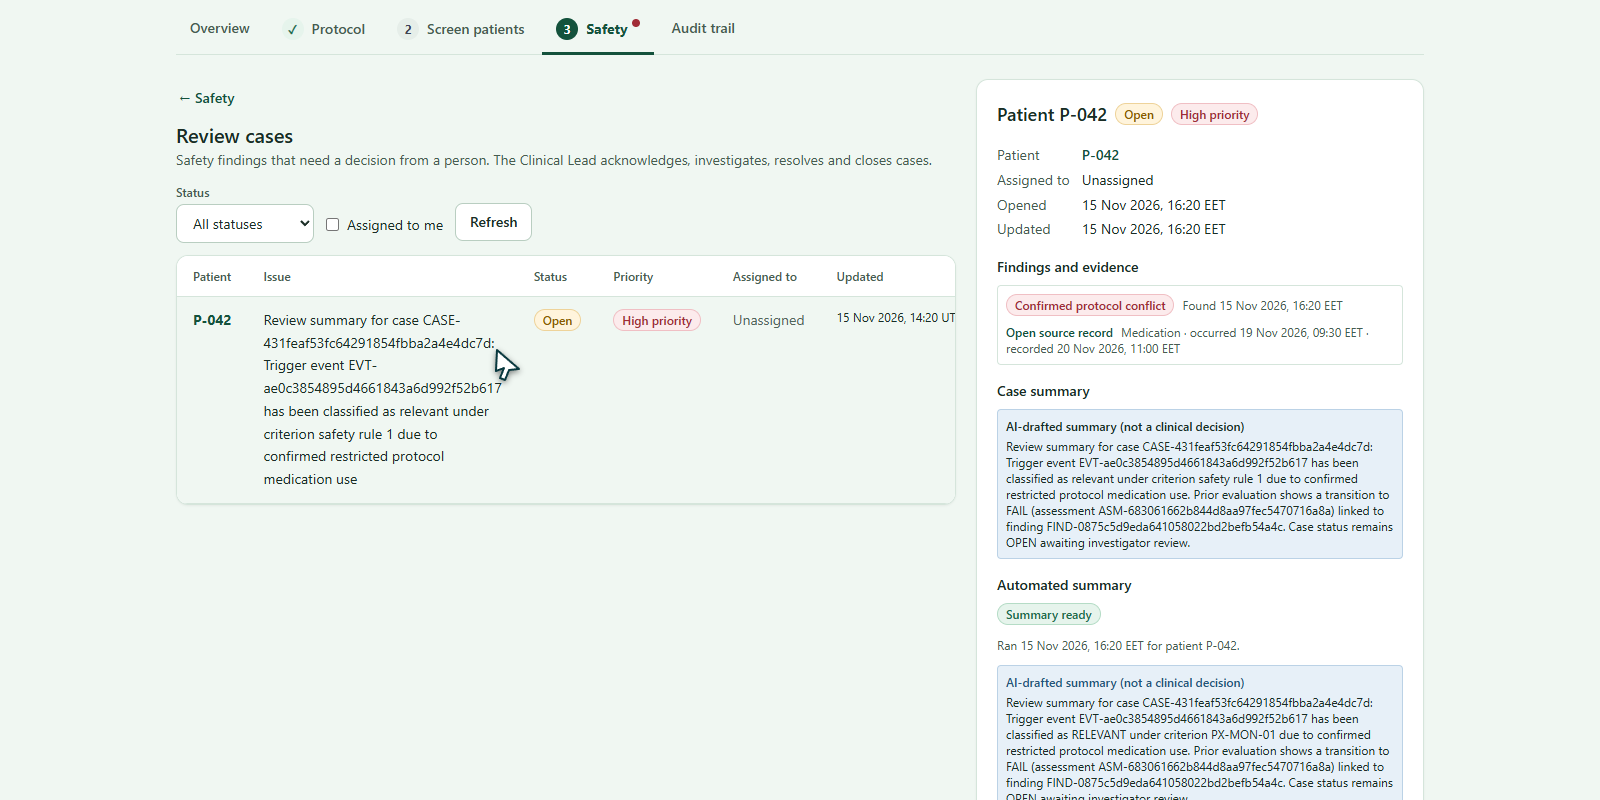 Overview
✓ Protocol
2 Screen patients
3 Safety
Audit trail
← Safety
Review cases
Safety findings that need a decision from a person. The Clinical Lead acknowledges, investigates, resolves and closes cases.
Status
All statuses
Assigned to me
Refresh
Patient Issue Status Priority Assigned to Updated
P-042
Review summary for case CASE-
431feaf53fc64291854fbba2a4e4dc7d:
Trigger event EVT-
ae0c3854895d4661843a6d992f52b617
has been classified as relevant under
criterion safety rule 1 due to
confirmed restricted protocol
medication use
Open
High priority
Unassigned
15 Nov 2026, 14:20 UT
Patient P-042 Open High priority
Patient P-042
Assigned to Unassigned
Opened 15 Nov 2026, 16:20 EET
Updated 15 Nov 2026, 16:20 EET
Findings and evidence
Confirmed protocol conflict Found 15 Nov 2026, 16:20 EET
Open source record Medication · occurred 19 Nov 2026, 09:30 EET ·
recorded 20 Nov 2026, 11:00 EET
Case summary
AI-drafted summary (not a clinical decision)
Review summary for case CASE-431feaf53fc64291854fbba2a4e4dc7d:
Trigger event EVT-ae0c3854895d4661843a6d992f52b617 has been
classified as relevant under criterion safety rule 1 due to confirmed
restricted protocol medication use. Prior evaluation shows a transition to
FAIL (assessment ASM-683061662b844d8aa97fec5470716a8a) linked to
finding FIND-0875c5d9eda641058022bd2befb54a4c. Case status remains
OPEN awaiting investigator review.
Automated summary
Summary ready
Ran 15 Nov 2026, 16:20 EET for patient P-042.
AI-drafted summary (not a clinical decision)
Review summary for case CASE-431feaf53fc64291854fbba2a4e4dc7d:
Trigger event EVT-ae0c3854895d4661843a6d992f52b617 has been
classified as RELEVANT under criterion PX-MON-01 due to confirmed
restricted protocol medication use. Prior evaluation shows a transition to
FAIL (assessment ASM-683061662b844d8aa97fec5470716a8a) linked to
finding FIND-0875c5d9eda641058022bd2befb54a4c. Case status remains
OPEN awaiting investigator review.